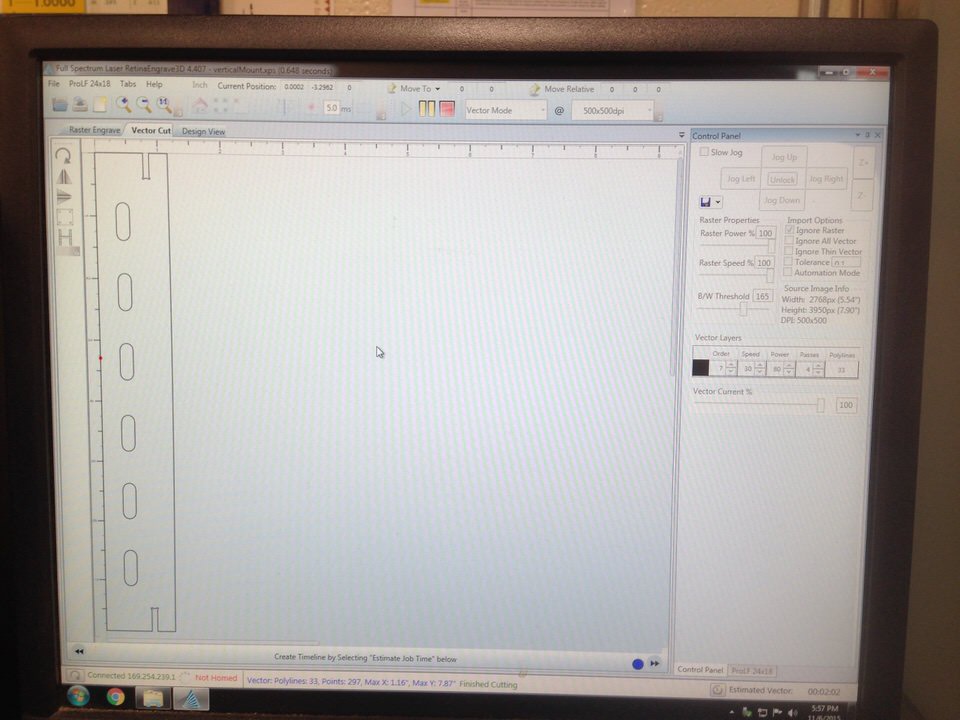 1.0000
Full Spectrum Laser RetinaEngrave3D 4.407 - verticalMount.xps (0.648 seconds)
File ProLF 24x18 Tabs Help Inch Current Position: 0.0002 -3.2962 0 Move To 0 0 Move Relative 0 0 0
5.0 ms Vector Mode @ 500x500dpi
Raster Engrave Vector Cut Design View
Control Panel
Slow Jog
Jog Up
Jog Left Unlock Jog Right
Jog Down
Z+
Z-
Raster Properties
Raster Power % 100
Raster Speed % 100
B/W Threshold 165
Import Options
Ignore Raster
Ignore All Vector
Ignore Thin Vector
Tolerance 0.1
Automation Mode
Source Image Info
Width: 2768px (5.54")
Height: 3950px (7.90")
DPI: 500x500
Vector Layers
Order Speed Power Passes Polylines
7 30 80 4 33
Vector Current %
100
Create Timeline by Selecting "Estimate Job Time" below
Control Panel ProLF 24x18
Connected 169.254.239.1 Not Homed Vector: Polylines: 33, Points: 297, Max X: 1.16", Max Y: 7.87" Finished Cutting
Estimated Vector: 00:02:02
5:57 PM
11/6/2015